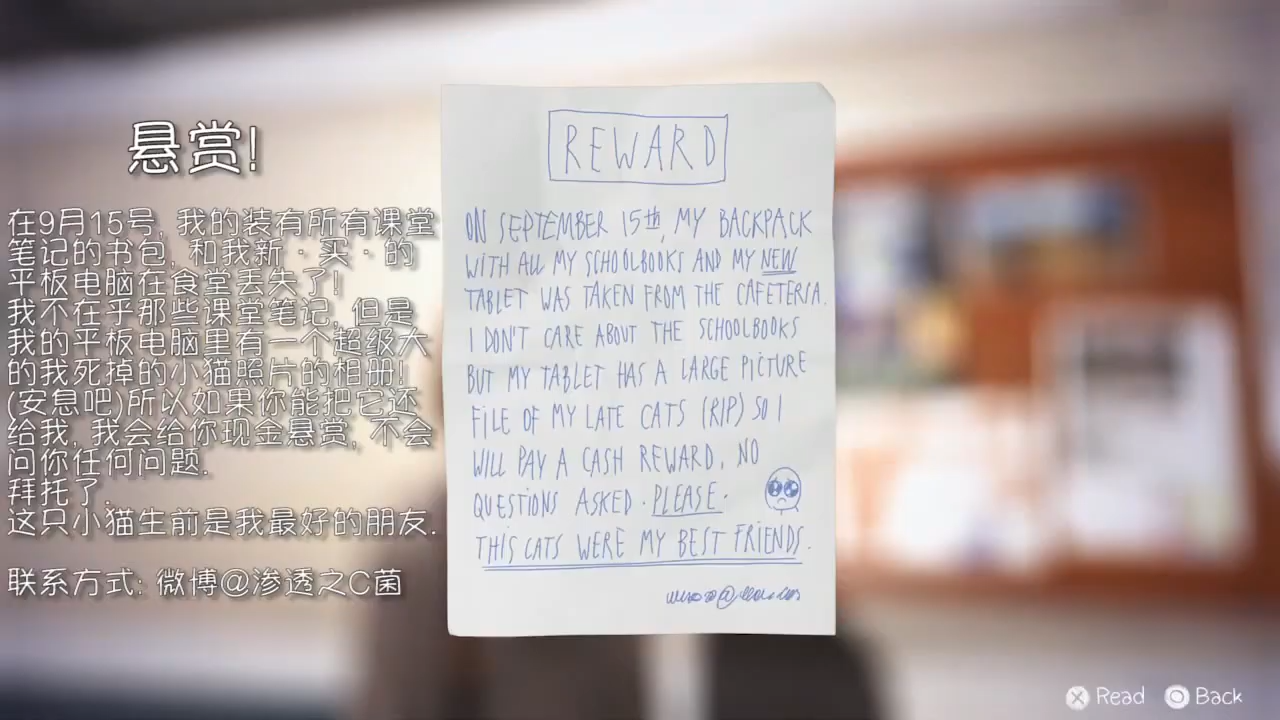 悬赏!
在9月15号, 我的装有所有课堂
笔记的书包, 和我新·买·的
平板电脑在食堂丢失了!
我不在乎那些课堂笔记, 但是
我的平板电脑里有一个超级大
的我死掉的小猫照片的相册!
(安息吧)所以如果你能把它还
给我, 我会给你现金悬赏, 不会
问你任何问题.
拜托了.
这只小猫生前是我最好的朋友.
联系方式: 微博@渗透之C菌
REWARD
ON SEPTEMBER 15th, MY BACKPACK
WITH ALL MY SCHOOLBOOKS AND MY NEW
TABLET WAS TAKEN FROM THE CAFETERIA.
I DON'T CARE ABOUT THE SCHOOLBOOKS
BUT MY TABLET HAS A LARGE PICTURE
FILE OF MY LATE CATS (RIP) SO I
WILL PAY A CASH REWARD, NO
QUESTIONS ASKED. PLEASE.
THIS CATS WERE MY BEST FRIENDS.
Read
Back